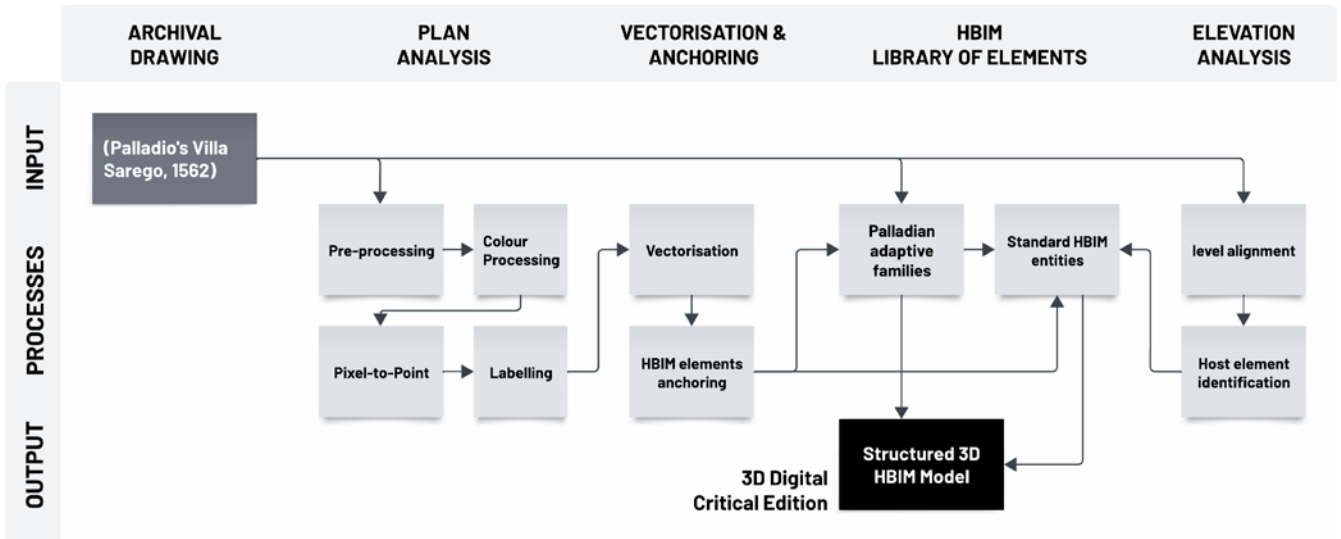 ARCHIVAL
DRAWING
PLAN
ANALYSIS
VECTORISATION &
ANCHORING
HBIM
LIBRARY OF ELEMENTS
ELEVATION
ANALYSIS
INPUT
(Palladio's Villa
Sarego, 1562)
PROCESSES
Pre-processing
Colour
Processing
Vectorisation
Palladian
adaptive
families
Standard HBIM
entities
level alignment
Pixel-to-Point
Labelling
HBIM elements
anchoring
Host element
identification
OUTPUT
3D Digital
Critical Edition
Structured 3D
HBIM Model